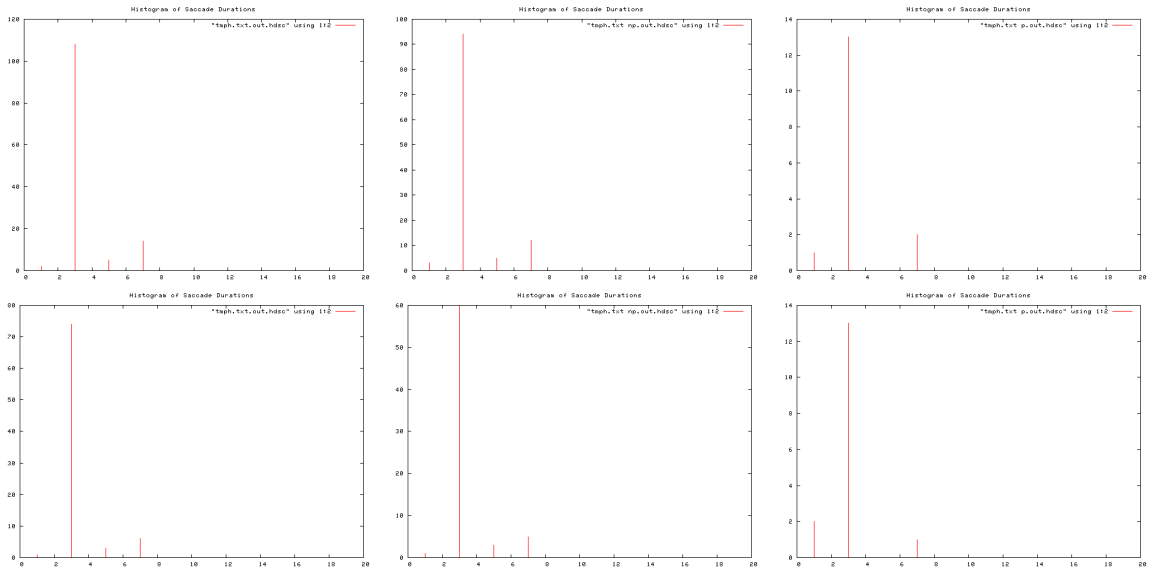 Histogram of Saccade Durations
"tmph.txt.out.hdsc" using 1:2
120
100
80
60
40
20
0
0 2 4 6 8 10 12 14 16 18 20
Histogram of Saccade Durations
"tmph.txt np.out.hdsc" using 1:2
100
90
80
70
60
50
40
30
20
10
0
0 2 4 6 8 10 12 14 16 18 20
Histogram of Saccade Durations
"tmph.txt p.out.hdsc" using 1:2
14
12
10
8
6
4
2
0
0 2 4 6 8 10 12 14 16 18 20
Histogram of Saccade Durations
"tmph.txt.out.hdsc" using 1:2
80
70
60
50
40
30
20
10
0
0 2 4 6 8 10 12 14 16 18 20
Histogram of Saccade Durations
"tmph.txt np.out.hdsc" using 1:2
60
50
40
30
20
10
0
0 2 4 6 8 10 12 14 16 18 20
Histogram of Saccade Durations
"tmph.txt p.out.hdsc" using 1:2
14
12
10
8
6
4
2
0
0 2 4 6 8 10 12 14 16 18 20